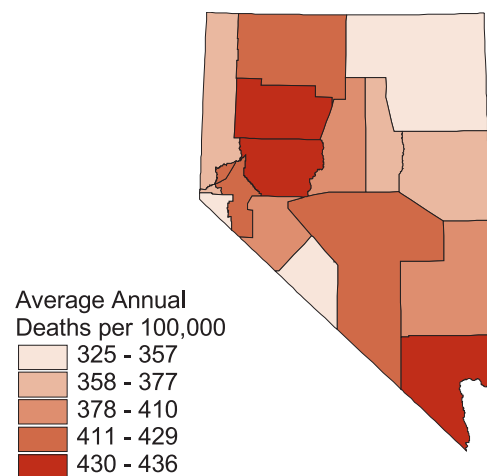 Average Annual
Deaths per 100,000
325 - 357
358 - 377
378 - 410
411 - 429
430 - 436